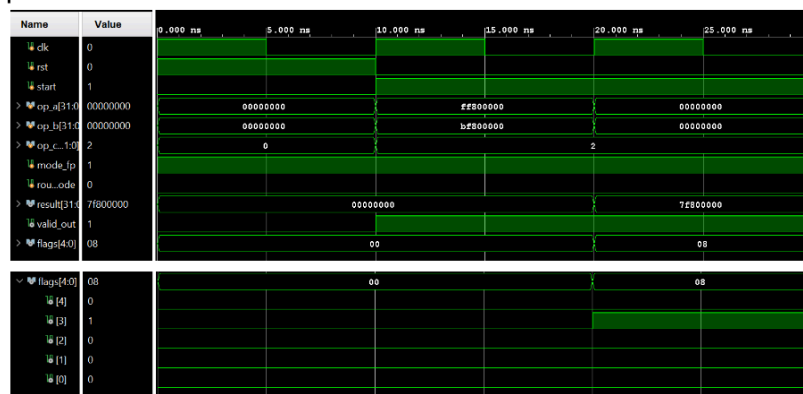 Name Value 0.000 ns 5.000 ns 10.000 ns 15.000 ns 20.000 ns 25.000 ns
clk 0
rst 0
start 1
op_a[31:0 00000000 00000000 ff800000 00000000
op_b[31:0 00000000 00000000 bf800000 00000000
op_c...1:0] 2 0 2
mode_fp 1
rou...ode 0
result[31:0 7f800000 00000000 7f800000
valid_out 1
flags[4:0] 08 00 08
flags[4:0] 08 00 08
[4] 0
[3] 1
[2] 0
[1] 0
[0] 0